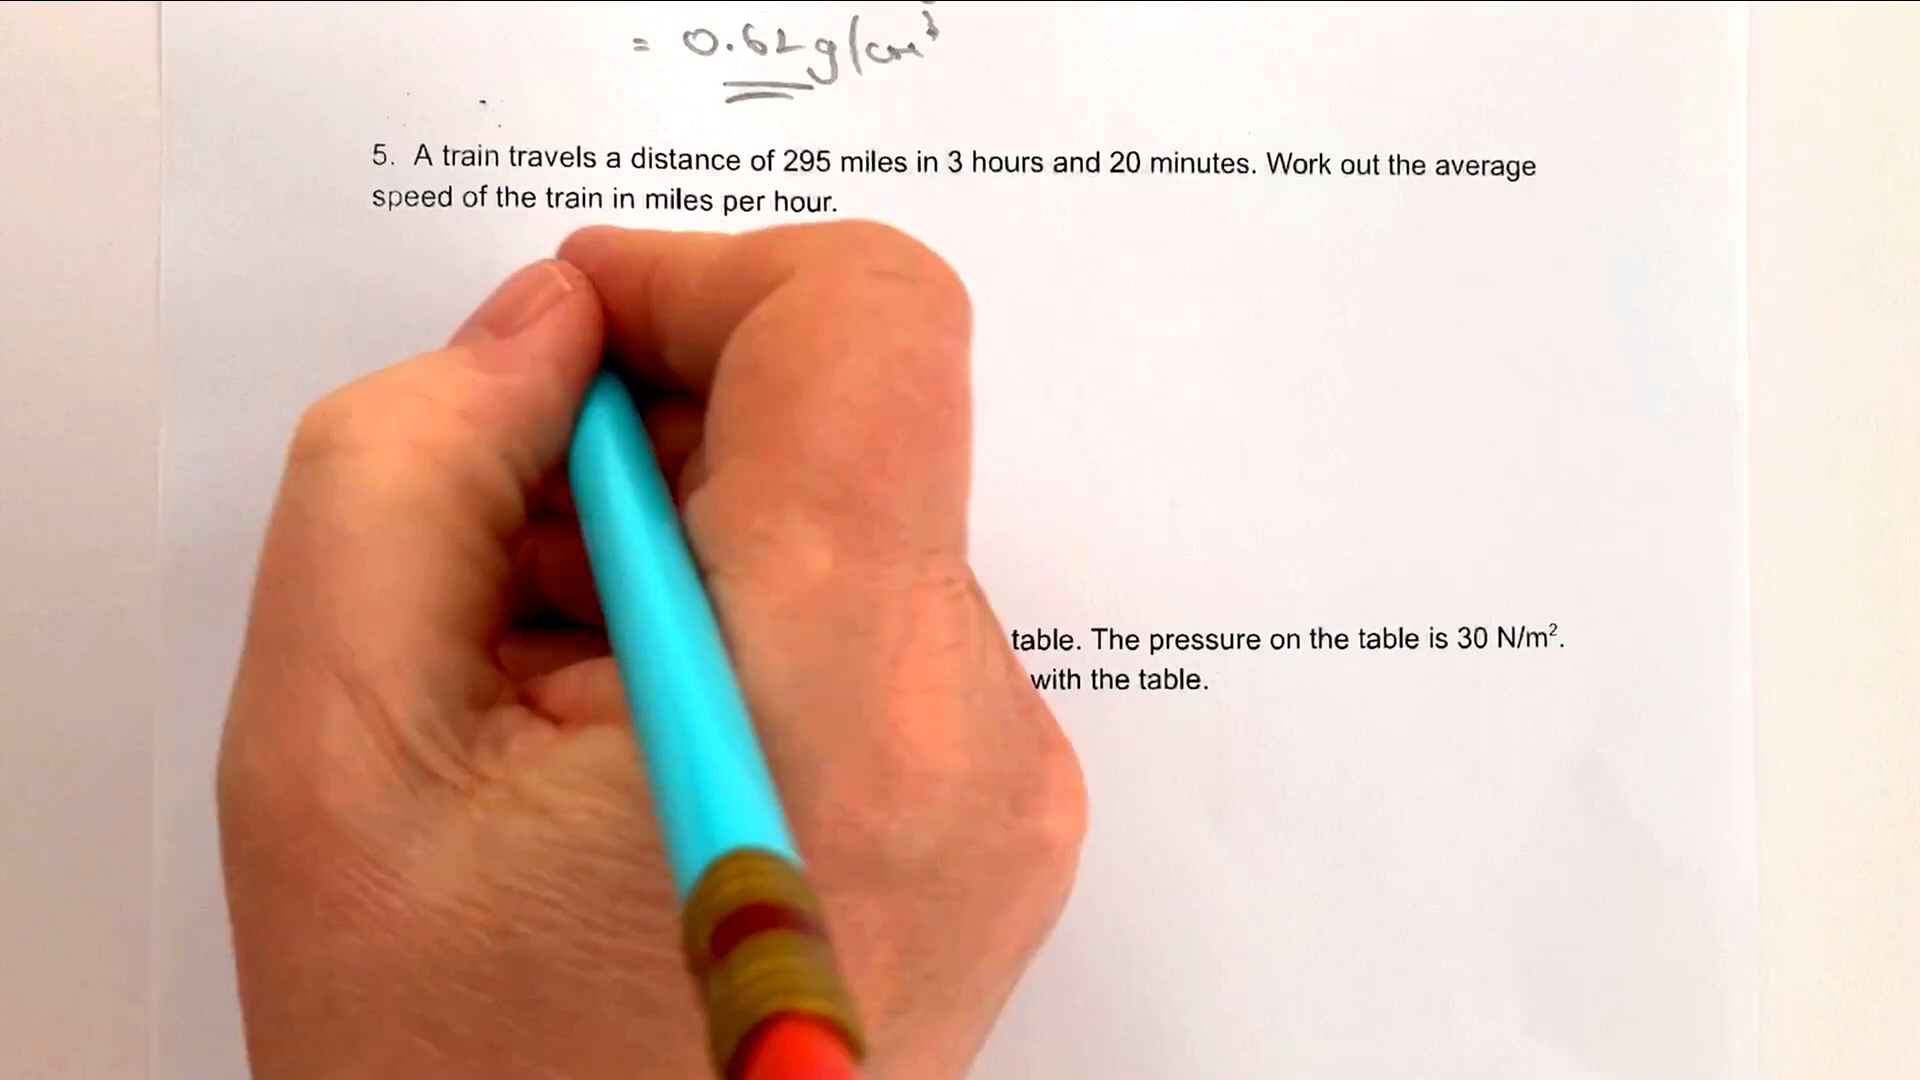 = 0.62 g/cm³
5. A train travels a distance of 295 miles in 3 hours and 20 minutes. Work out the average
speed of the train in miles per hour.
table. The pressure on the table is 30 N/m².
with the table.